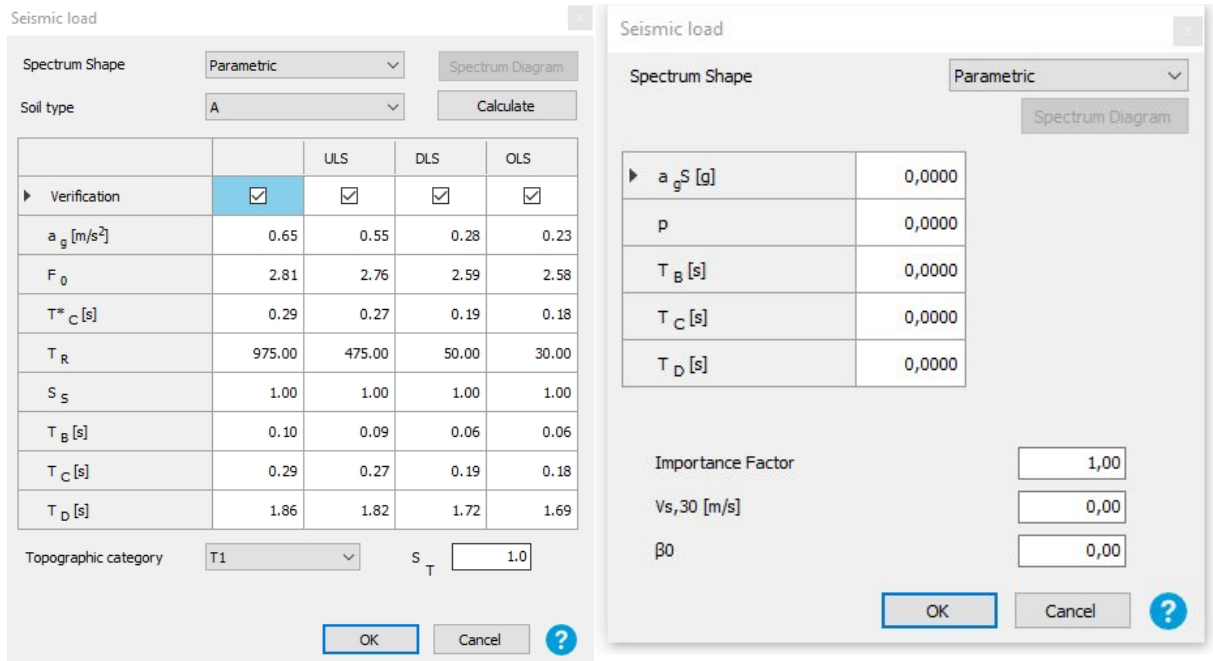 Seismic load
Spectrum Shape Parametric Spectrum Diagram
Soil type A Calculate
ULS DLS OLS
Verification
a g [m/s²] 0.65 0.55 0.28 0.23
F 0 2.81 2.76 2.59 2.58
T* C [s] 0.29 0.27 0.19 0.18
T R 975.00 475.00 50.00 30.00
S S 1.00 1.00 1.00 1.00
T B [s] 0.10 0.09 0.06 0.06
T C [s] 0.29 0.27 0.19 0.18
T D [s] 1.86 1.82 1.72 1.69
Topographic category T1 S T 1.0
OK Cancel ?
Seismic load
Spectrum Shape Parametric
Spectrum Diagram
a g S [g] 0,0000
p 0,0000
T B [s] 0,0000
T C [s] 0,0000
T D [s] 0,0000
Importance Factor 1,00
Vs,30 [m/s] 0,00
β0 0,00
OK Cancel ?